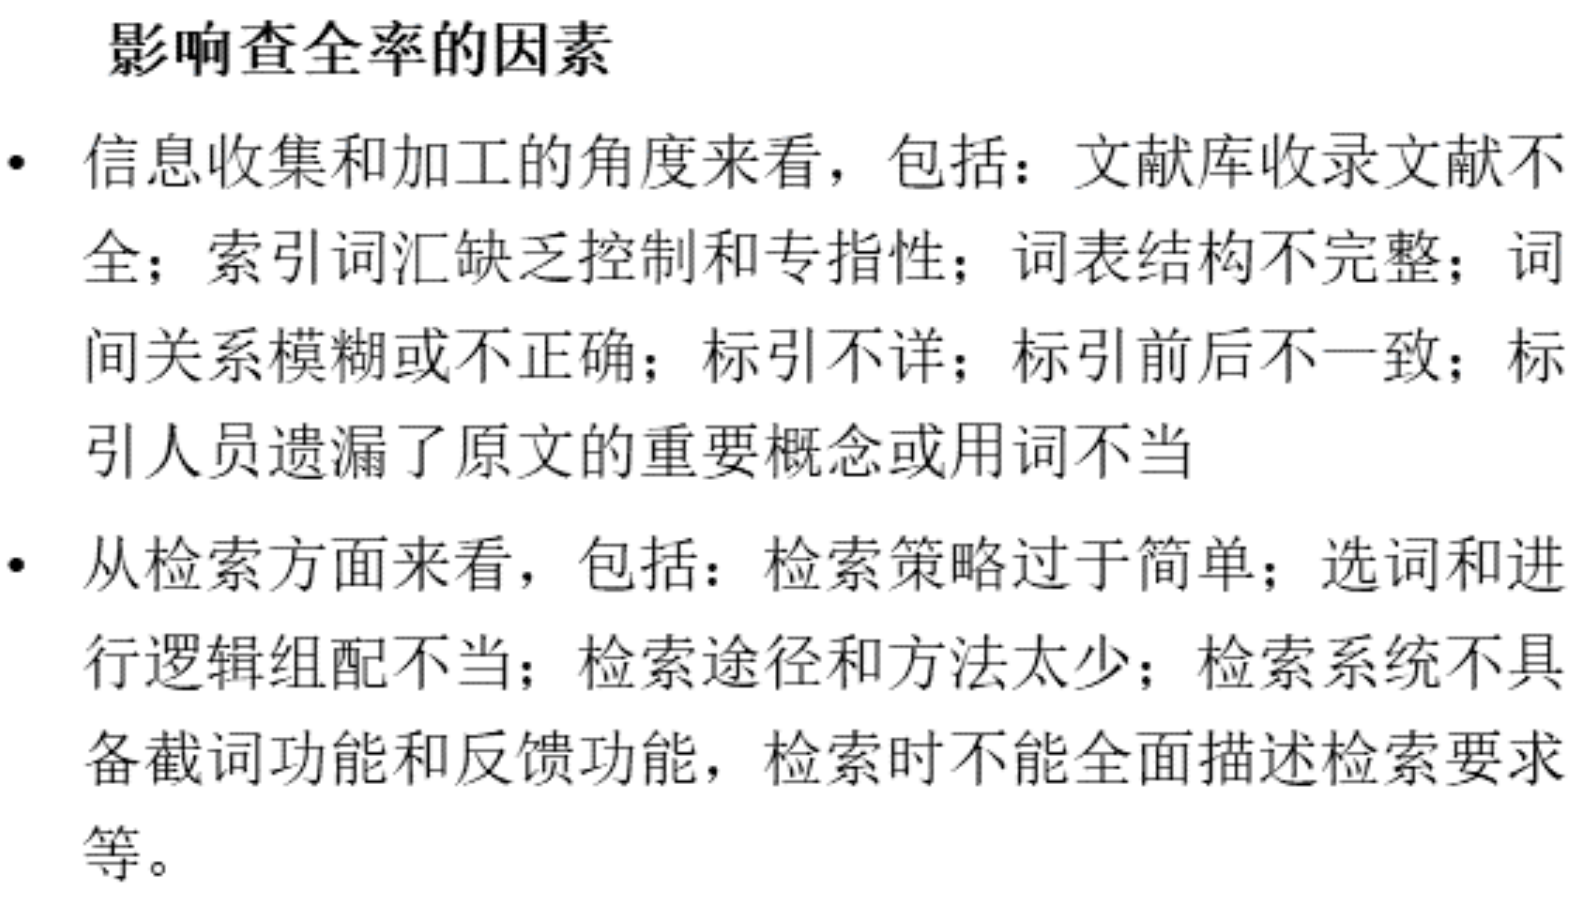 影响查全率的因素
• 信息收集和加工的角度来看，包括：文献库收录文献不
全；索引词汇缺乏控制和专指性；词表结构不完整；词
间关系模糊或不正确；标引不详；标引前后不一致；标
引人员遗漏了原文的重要概念或用词不当
• 从检索方面来看，包括：检索策略过于简单；选词和进
行逻辑组配不当；检索途径和方法太少；检索系统不具
备截词功能和反馈功能，检索时不能全面描述检索要求
等。